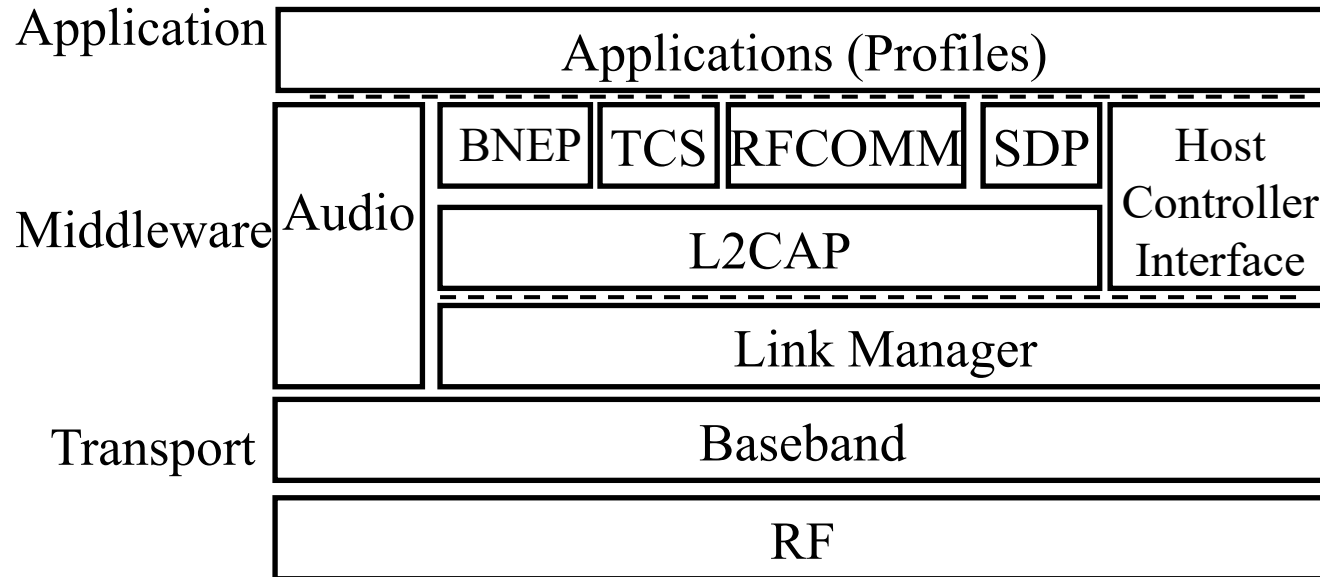 Application
Applications (Profiles)
BNEP
TCS
RFCOMM
SDP
Host
Controller
Interface
Audio
Middleware
L2CAP
Link Manager
Transport
Baseband
RF